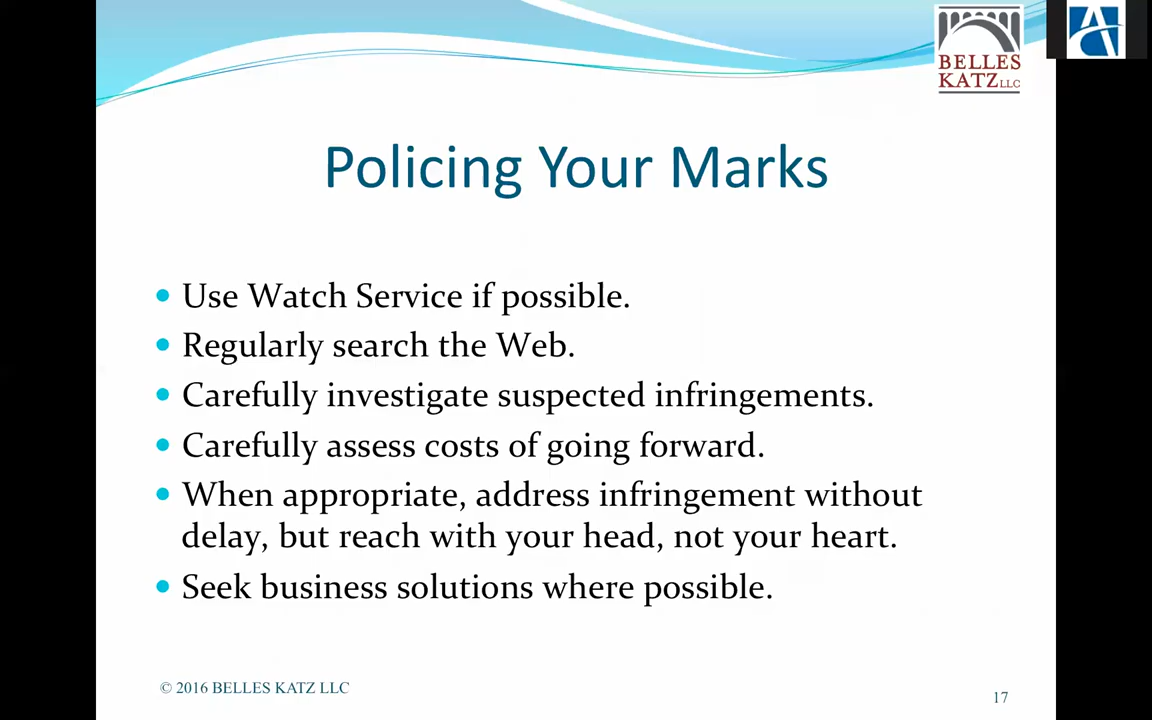 BELLES
KATZ LLC
Policing Your Marks
• Use Watch Service if possible.
• Regularly search the Web.
• Carefully investigate suspected infringements.
• Carefully assess costs of going forward.
• When appropriate, address infringement without
delay, but reach with your head, not your heart.
• Seek business solutions where possible.
© 2016 BELLES KATZ LLC
17